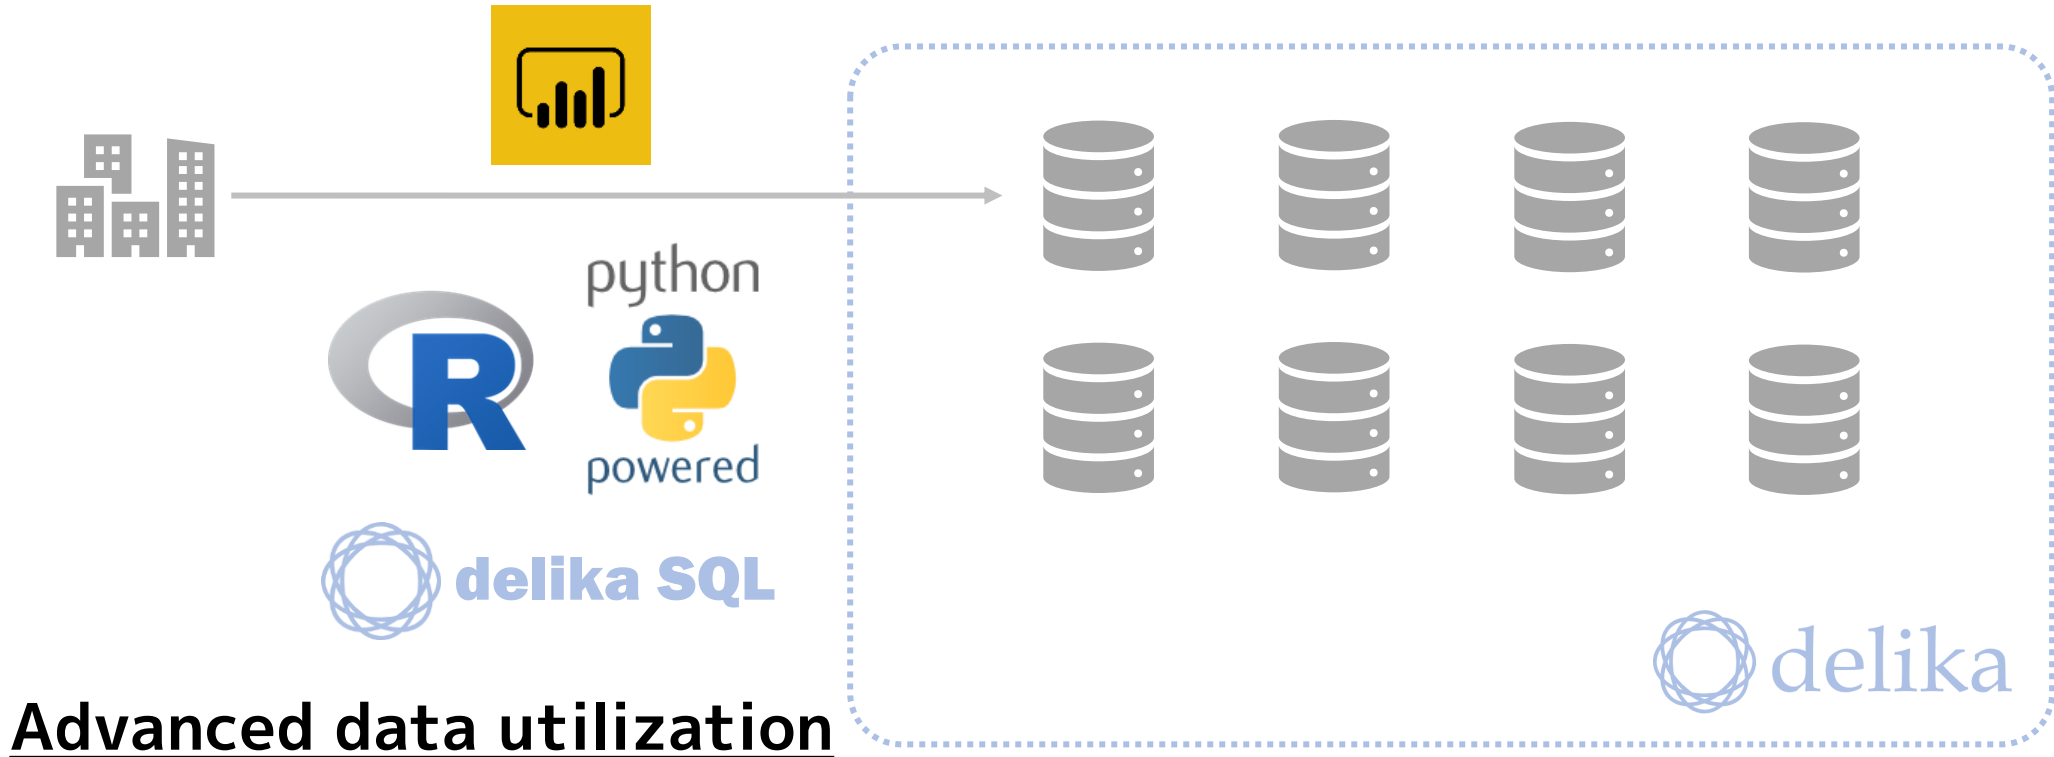 python
R
powered
delika SQL
delika
Advanced data utilization